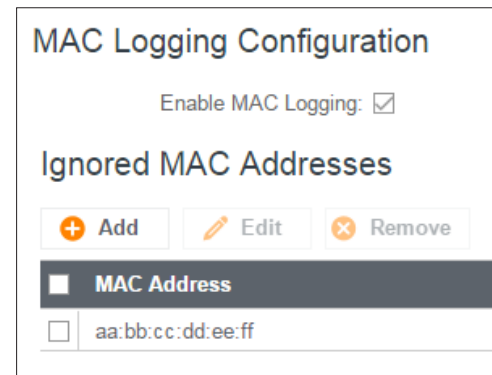 MAC Logging Configuration
Enable MAC Logging:
Ignored MAC Addresses
Add Edit Remove
MAC Address
aa:bb:cc:dd:ee:ff